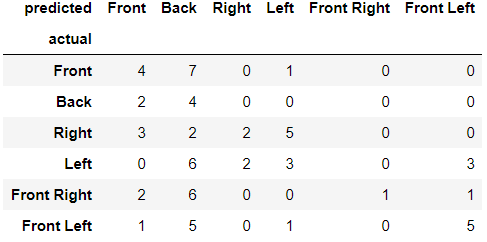 predicted Front Back Right Left Front Right Front Left
actual
Front 4 7 0 1 0 0
Back 2 4 0 0 0 0
Right 3 2 2 5 0 0
Left 0 6 2 3 0 3
Front Right 2 6 0 0 1 1
Front Left 1 5 0 1 0 5